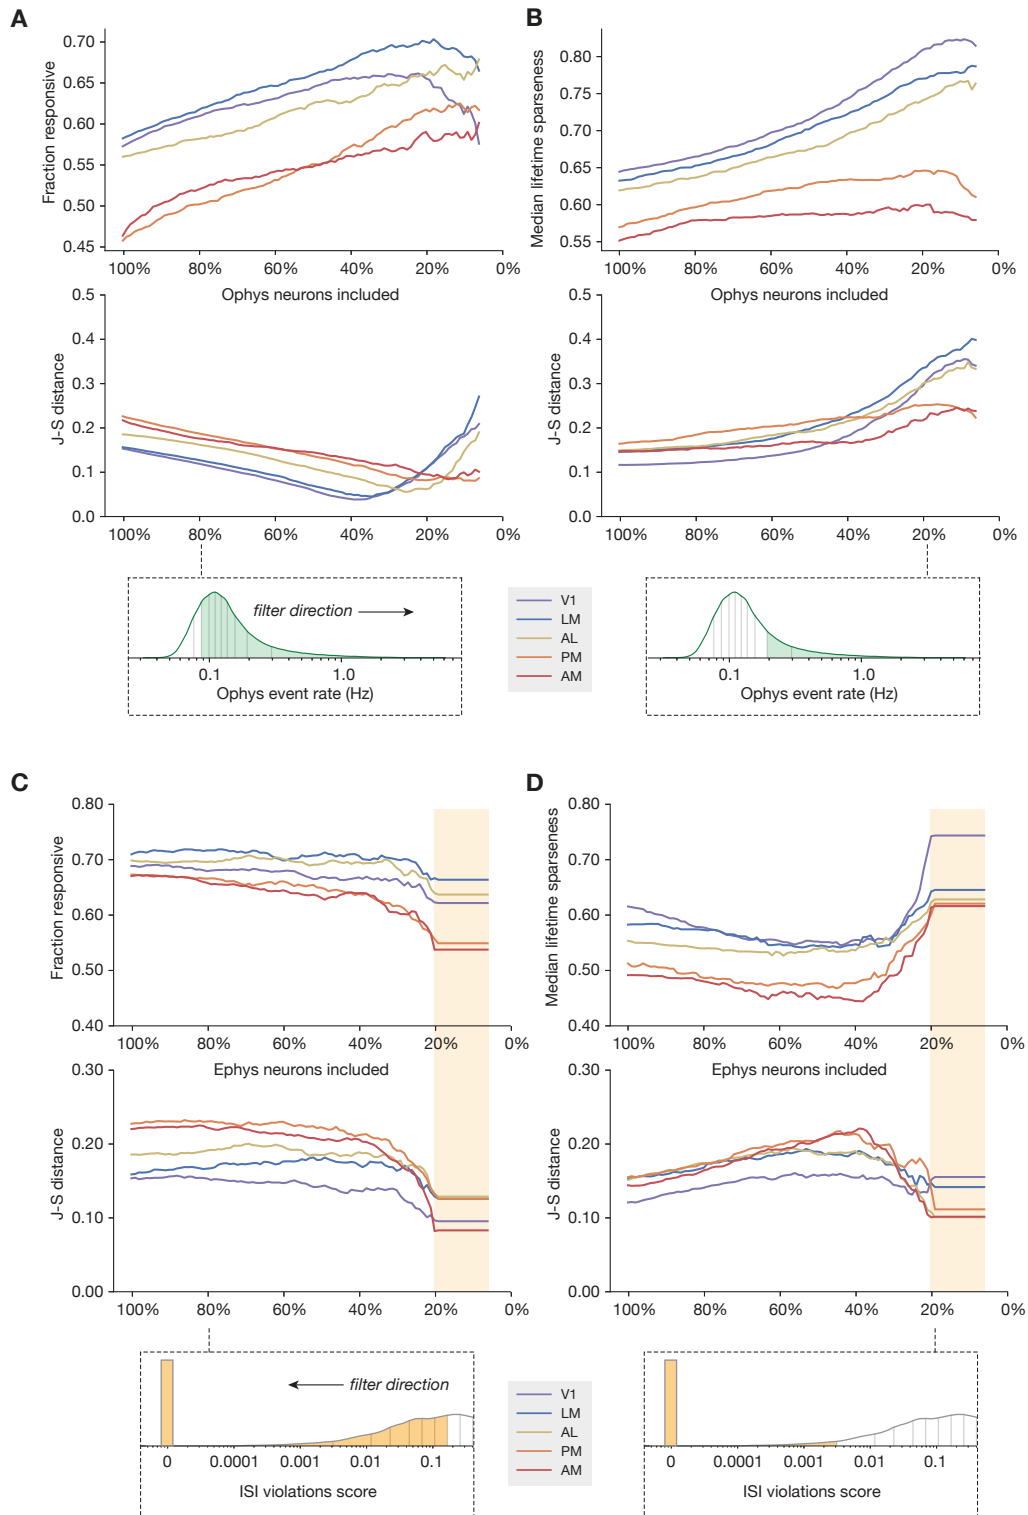 A
Fraction responsive
0.70
0.65
0.60
0.55
0.50
0.45
100% 80% 60% 40% 20% 0%
Ophys neurons included
J-S distance
0.5
0.4
0.3
0.2
0.1
0.0
100% 80% 60% 40% 20% 0%
filter direction
0.1 1.0
Ophys event rate (Hz)
B
Median lifetime sparseness
0.80
0.75
0.70
0.65
0.60
0.55
100% 80% 60% 40% 20% 0%
Ophys neurons included
J-S distance
0.5
0.4
0.3
0.2
0.1
0.0
100% 80% 60% 40% 20% 0%
V1
LM
AL
PM
AM
0.1 1.0
Ophys event rate (Hz)
C
Fraction responsive
0.80
0.70
0.60
0.50
0.40
100% 80% 60% 40% 20% 0%
Ephys neurons included
J-S distance
0.30
0.20
0.10
0.00
100% 80% 60% 40% 20% 0%
filter direction
0 0.0001 0.001 0.01 0.1
ISI violations score
D
Median lifetime sparseness
0.80
0.70
0.60
0.50
0.40
100% 80% 60% 40% 20% 0%
Ephys neurons included
J-S distance
0.30
0.20
0.10
0.00
100% 80% 60% 40% 20% 0%
V1
LM
AL
PM
AM
0 0.0001 0.001 0.01 0.1
ISI violations score